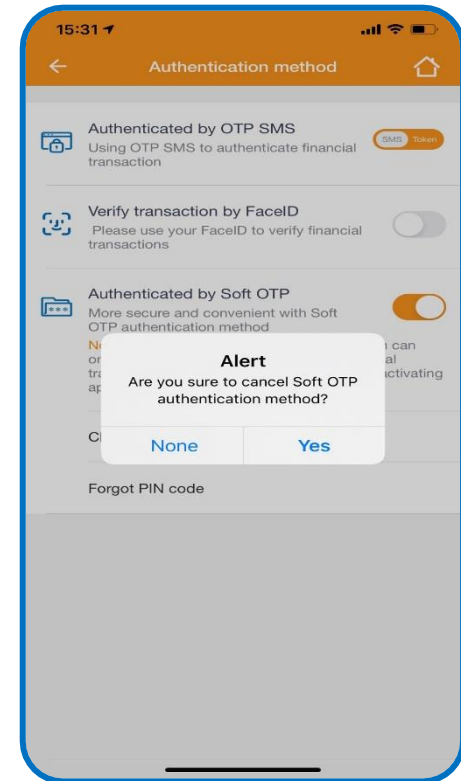 15:31
Authentication method
Authenticated by OTP SMS
SMS Token
Using OTP SMS to authenticate financial
transaction
Verify transaction by FaceID
Please use your FaceID to verify financial
transactions
Authenticated by Soft OTP
More secure and convenient with Soft
OTP authentication method
can
activating
Alert
Are you sure to cancel Soft OTP
authentication method?
None
Yes
Forgot PIN code